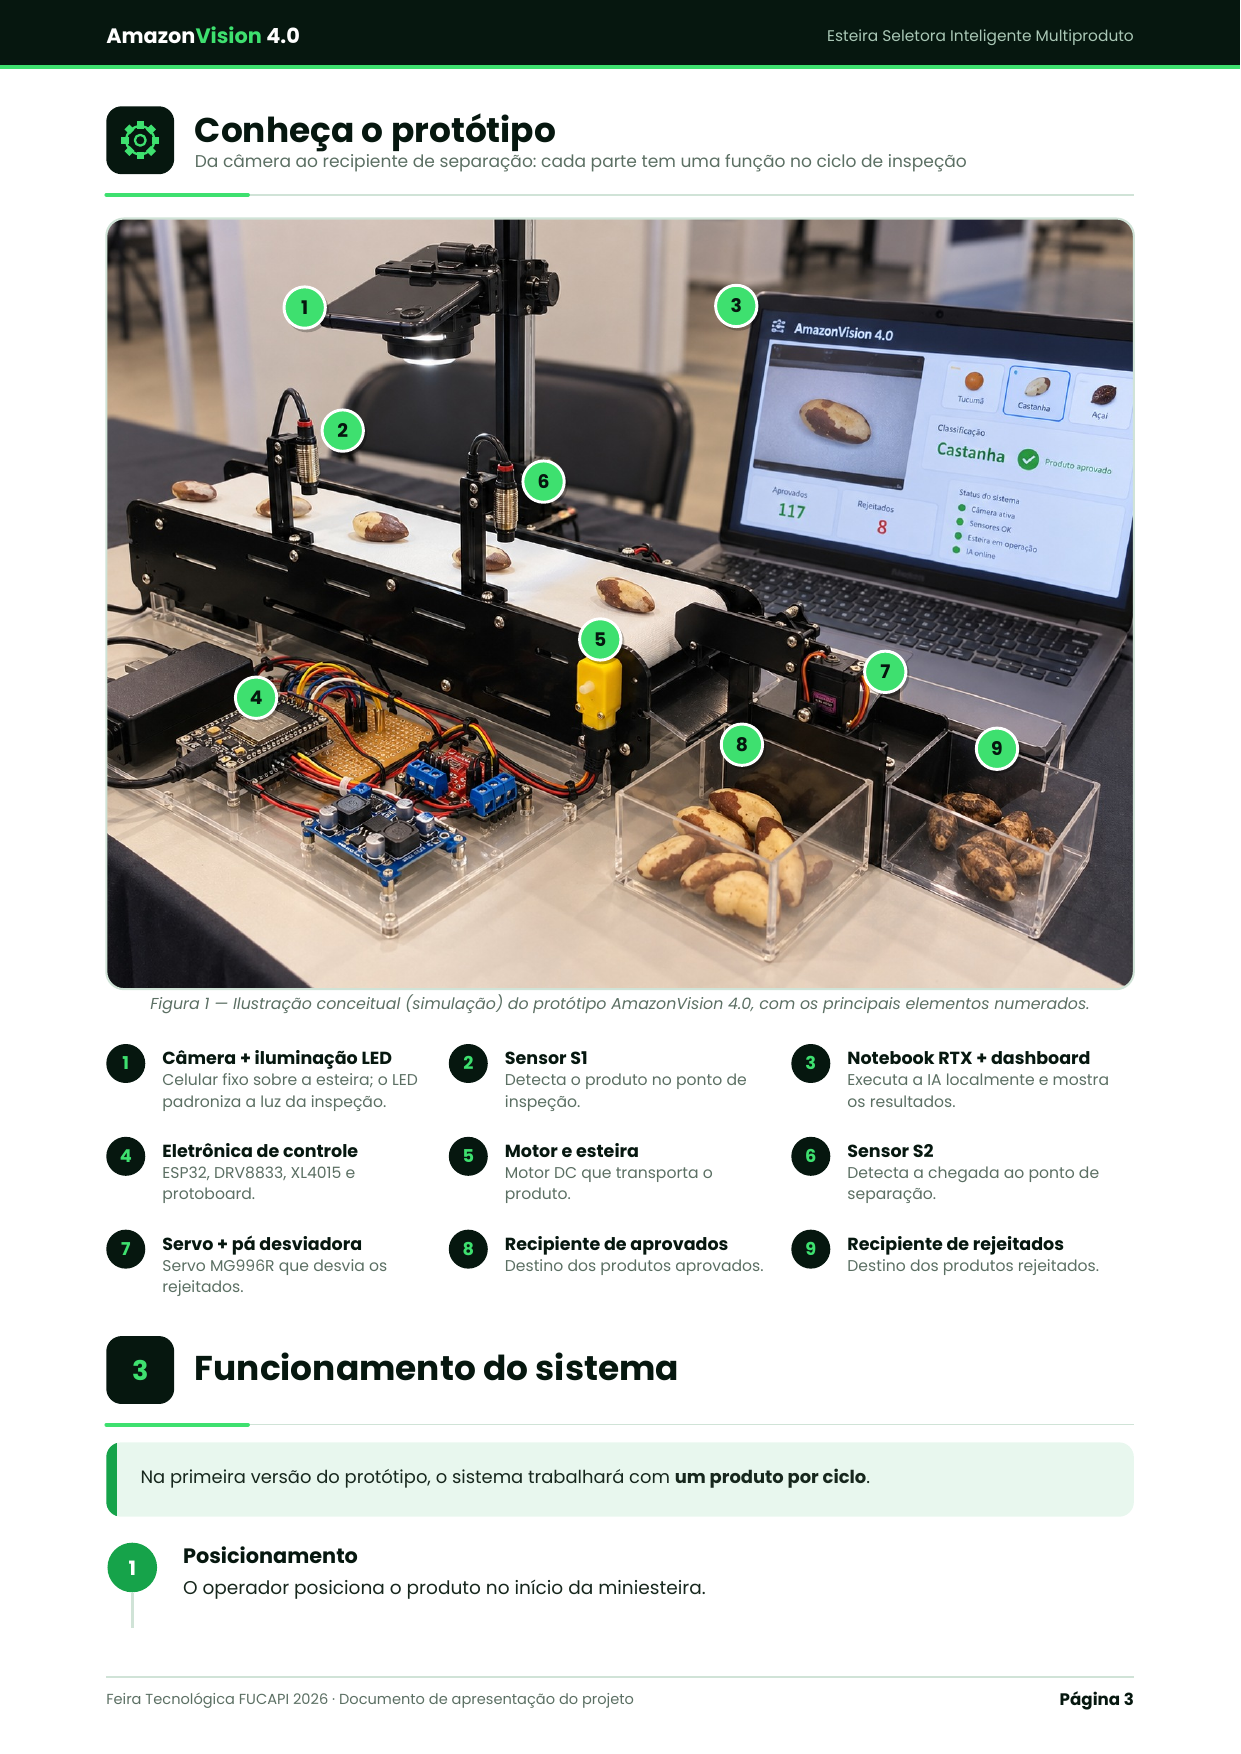 AmazonVision 4.0
Esteira Seletora Inteligente Multiproduto
Conheça o protótipo
Da câmera ao recipiente de separação: cada parte tem uma função no ciclo de inspeção
1
2
3
4
5
6
7
8
9
AmazonVision 4.0
Tucumã
Castanha
Açaí
Classificação
Castanha
Produto aprovado
Aprovados
117
Rejeitados
8
Status do sistema
Câmera ativa
Sensores OK
Esteira em operação
IA online
Figura 1 — Ilustração conceitual (simulação) do protótipo AmazonVision 4.0, com os principais elementos numerados.
1
Câmera + iluminação LED
Celular fixo sobre a esteira; o LED
padroniza a luz da inspeção.
2
Sensor S1
Detecta o produto no ponto de
inspeção.
3
Notebook RTX + dashboard
Executa a IA localmente e mostra
os resultados.
4
Eletrônica de controle
ESP32, DRV8833, XL4015 e
protoboard.
5
Motor e esteira
Motor DC que transporta o
produto.
6
Sensor S2
Detecta a chegada ao ponto de
separação.
7
Servo + pá desviadora
Servo MG996R que desvia os
rejeitados.
8
Recipiente de aprovados
Destino dos produtos aprovados.
9
Recipiente de rejeitados
Destino dos produtos rejeitados.
3
Funcionamento do sistema
Na primeira versão do protótipo, o sistema trabalhará com um produto por ciclo.
1
Posicionamento
O operador posiciona o produto no início da miniesteira.
Feira Tecnológica FUCAPI 2026 · Documento de apresentação do projeto
Página 3